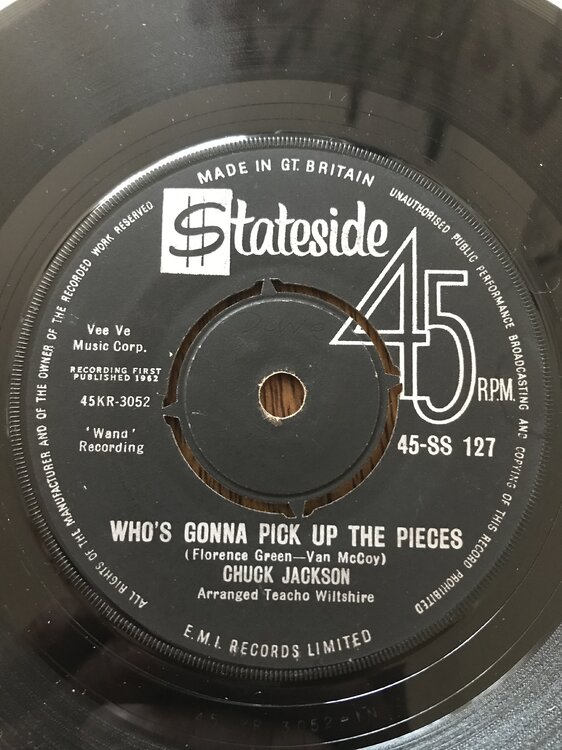 MADE IN GT. BRITAIN
$tateside
45
R.P.M.
Vee Ve
Music Corp.
RECORDING FIRST
PUBLISHED 1962
45KR-3052
'Wand'
Recording
45-SS 127
WHO'S GONNA PICK UP THE PIECES
(Florence Green—Van McCoy)
CHUCK JACKSON
Arranged Teacho Wiltshire
E.M.I. RECORDS LIMITED
ALL RIGHTS OF THE MANUFACTURER AND OF THE OWNER OF THE RECORDED WORK RESERVED
UNAUTHORISED PUBLIC PERFORMANCE BROADCASTING AND COPYING OF THIS RECORD PROHIBITED